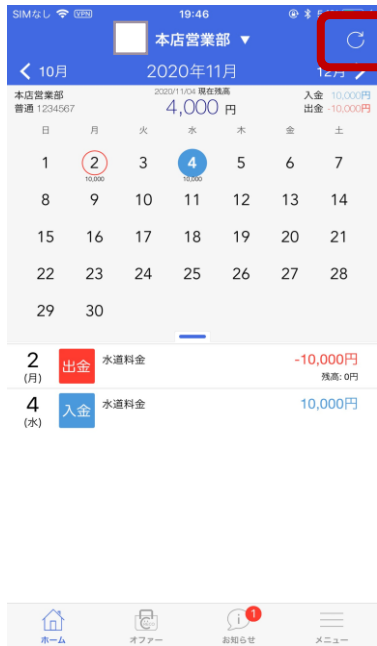 SIMなし VPN 19:46
本店営業部 ▼
10月 2020年11月 12月
本店営業部 2020/11/04 現在残高 入金 10,000円
普通 1234567 4,000 円 出金 -10,000円
日 月 火 水 木 金 土
1 2 3 4 5 6 7
10,000 10,000
8 9 10 11 12 13 14
15 16 17 18 19 20 21
22 23 24 25 26 27 28
29 30
2 出金 水道料金 -10,000円
(月) 残高: 0円
4 入金 水道料金 10,000円
(水)
1
ホーム オファー お知らせ メニュー